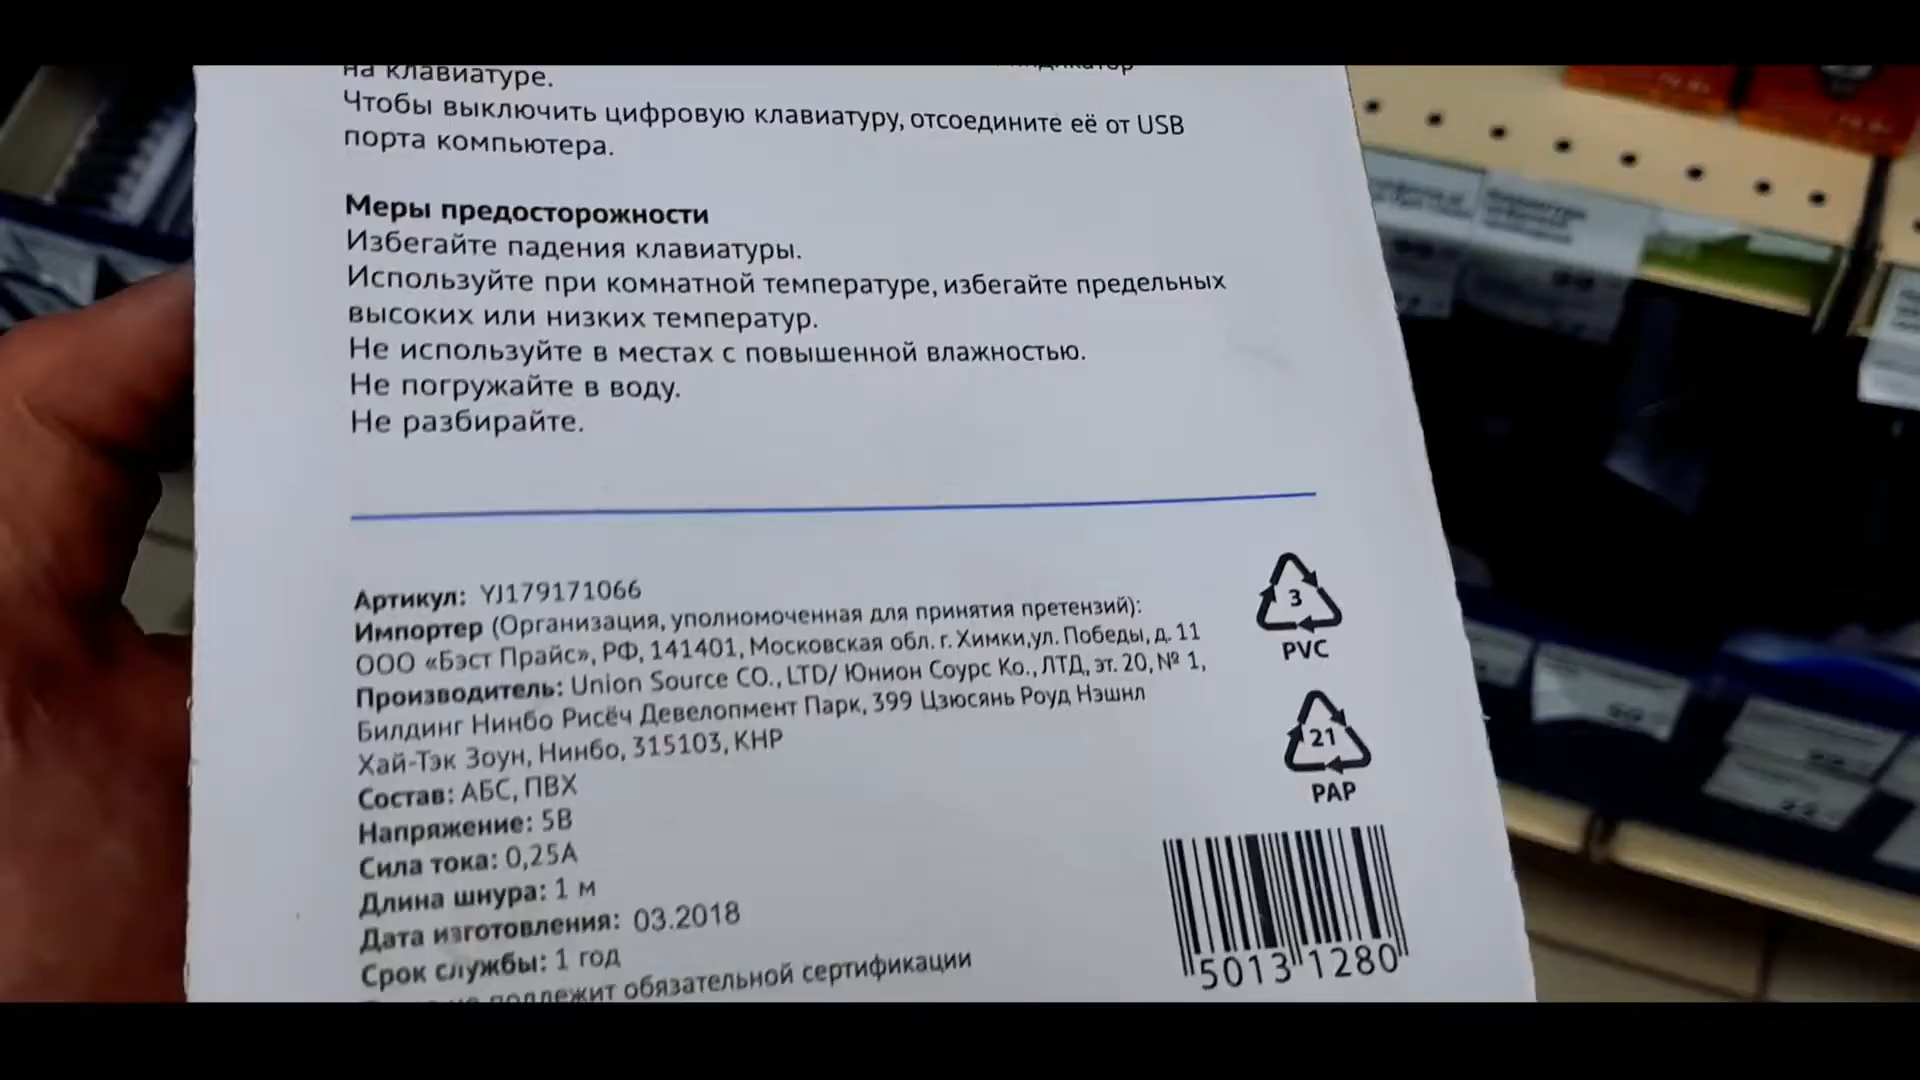 на клавиатуре.
Чтобы выключить цифровую клавиатуру, отсоедините её от USB
порта компьютера.
Меры предосторожности
Избегайте падения клавиатуры.
Используйте при комнатной температуре, избегайте предельных
высоких или низких температур.
Не используйте в местах с повышенной влажностью.
Не погружайте в воду.
Не разбирайте.
Артикул: YJ179171066
Импортер (Организация, уполномоченная для принятия претензий):
ООО «Бэст Прайс», РФ, 141401, Московская обл. г. Химки,ул. Победы, д. 11
Производитель: Union Source CO., LTD/ Юнион Соурс Ко., ЛТД, эт. 20, № 1,
Билдинг Нинбо Рисёч Девелопмент Парк, 399 Цзюсянь Роуд Нэшнл
Хай-Тэк Зоун, Нинбо, 315103, КНР
Состав: АБС, ПВХ
Напряжение: 5В
Сила тока: 0,25А
Длина шнура: 1 м
Дата изготовления: 03.2018
Срок службы: 1 год
не подлежит обязательной сертификации
3
PVC
21
PAP
5013 1280